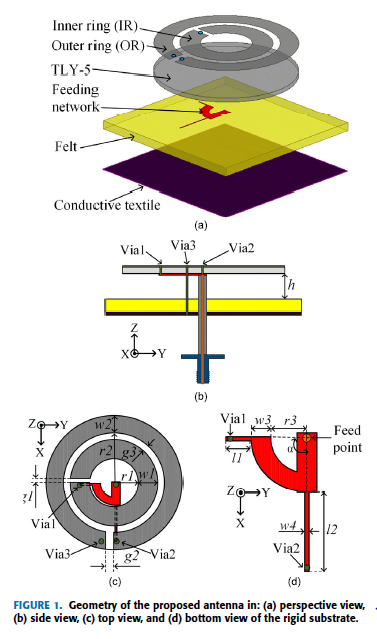 Inner ring (IR)
Outer ring (OR)
TLY-5
Feeding
network
Felt
Conductive textile
(a)
Via1 Via3 Via2
h
Z
X Y
(b)
Z Y
X
w2
r2 g3
r1 w1
g1
Via1
Via3 Via2
g2
(c)
Via1 w3 r3
Feed
point
α
l1
Z Y
X
w4 l2
Via2
(d)
FIGURE 1. Geometry of the proposed antenna in: (a) perspective view,
(b) side view, (c) top view, and (d) bottom view of the rigid substrate.